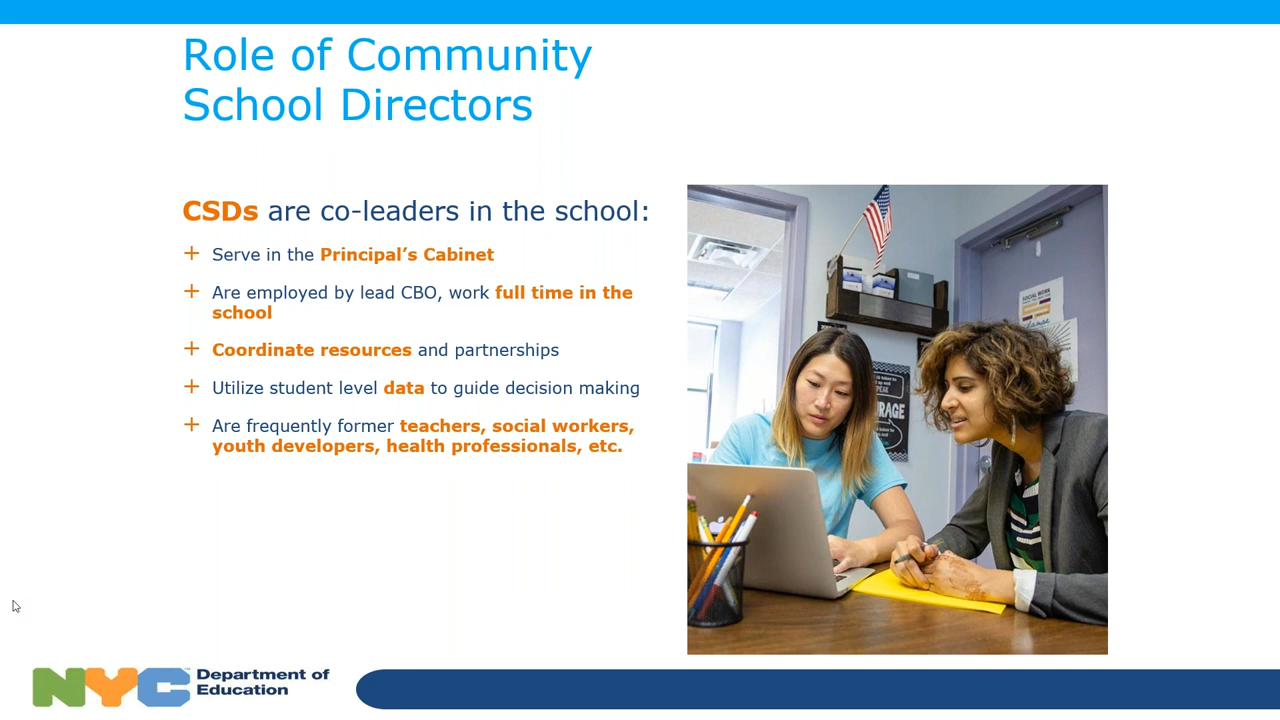 Role of Community
School Directors
CSDs are co-leaders in the school:
+ Serve in the Principal’s Cabinet
+ Are employed by lead CBO, work full time in the
school
+ Coordinate resources and partnerships
+ Utilize student level data to guide decision making
+ Are frequently former teachers, social workers,
youth developers, health professionals, etc.
SOCIAL WORK
NYC Department of
Education